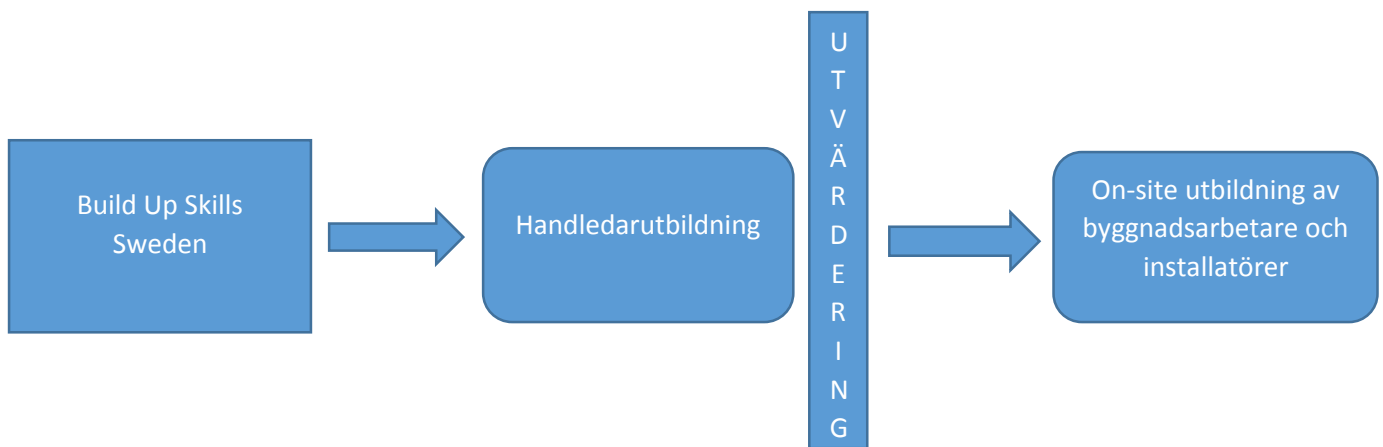 Build Up Skills
Sweden
Handledarutbildning
U
T
V
Ä
R
D
E
R
I
N
G
On-site utbildning av
byggnadsarbetare och
installatörer